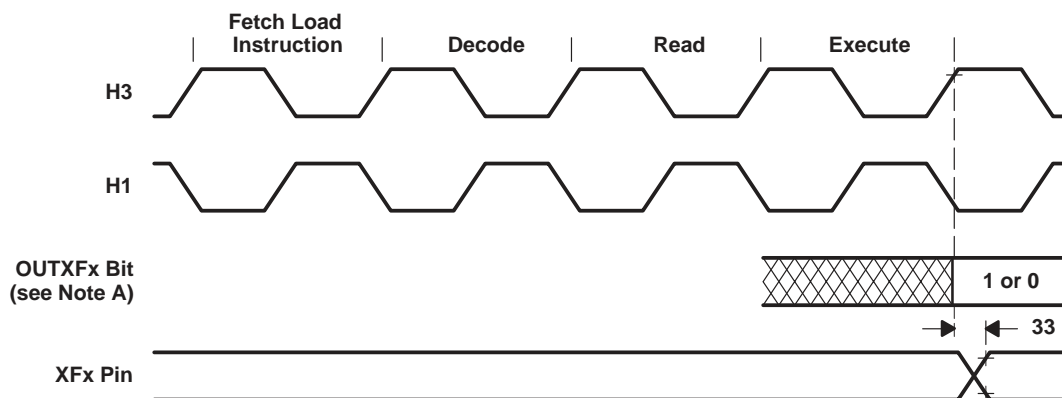 Fetch Load
Instruction
Decode
Read
Execute
H3
H1
OUTXFx Bit
(see Note A)
1 or 0
33
XFx Pin